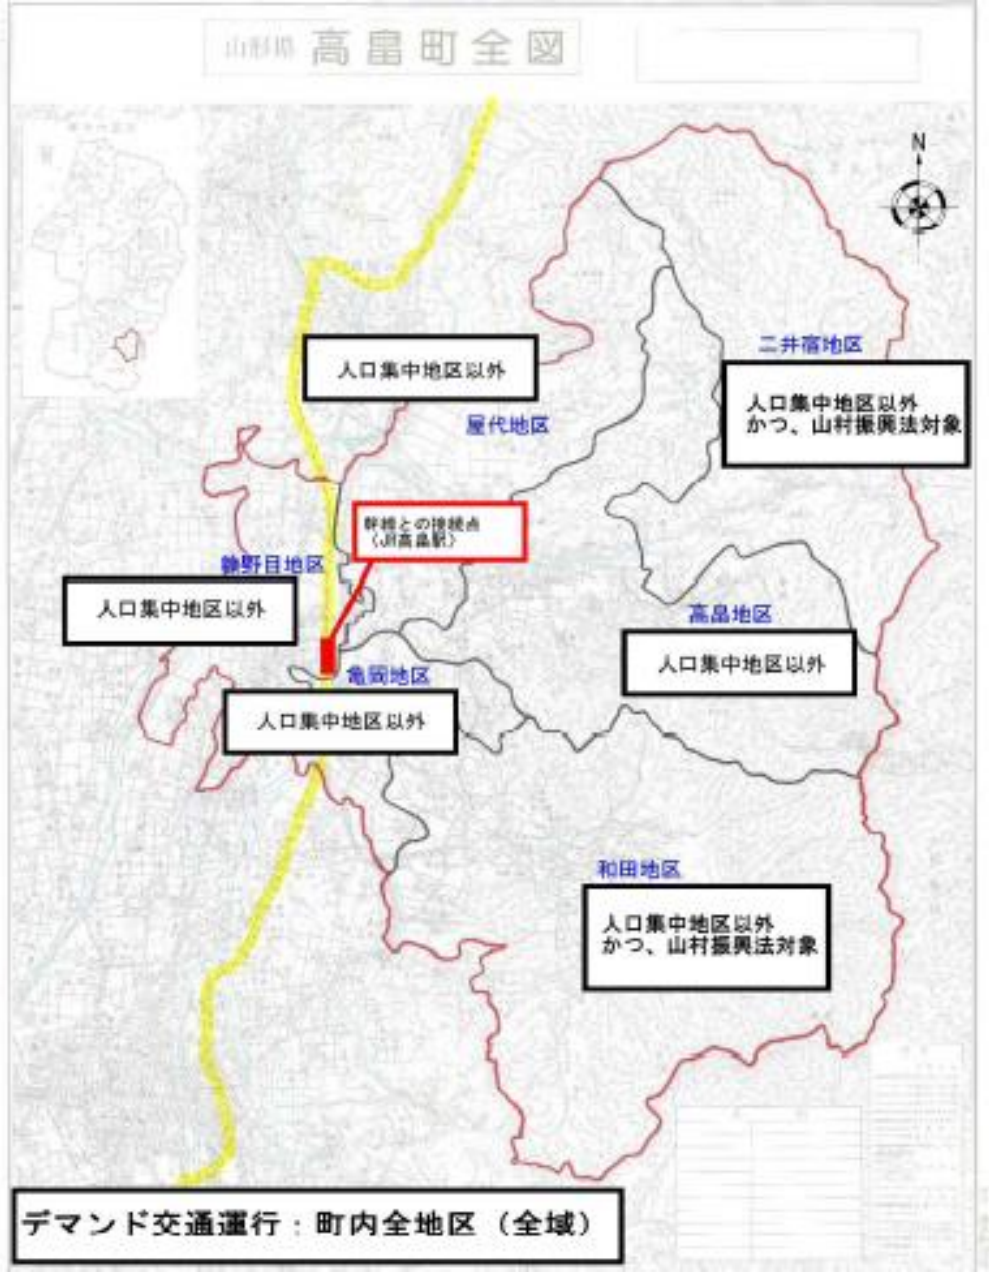 高畠町全図
N
人口集中地区以外
二井宿地区
人口集中地区以外
かつ、山村振興法対象
屋代地区
幹線との接続点
（JR高畠駅）
糠野目地区
人口集中地区以外
高畠地区
人口集中地区以外
亀岡地区
人口集中地区以外
和田地区
人口集中地区以外
かつ、山村振興法対象
デマンド交通運行：町内全地区（全域）